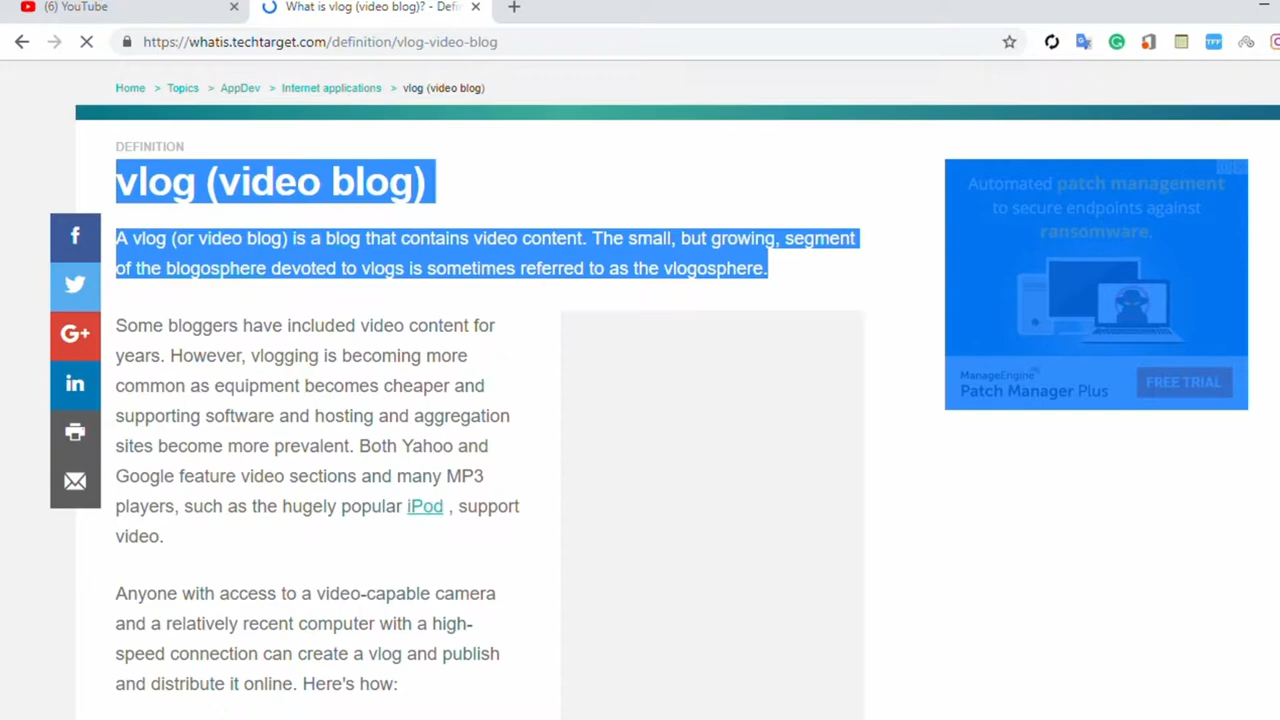 (6) YouTube
What is vlog (video blog)? - Defi
https://whatis.techtarget.com/definition/vlog-video-blog
Home > Topics > AppDev > Internet applications > vlog (video blog)
DEFINITION
vlog (video blog)
A vlog (or video blog) is a blog that contains video content. The small, but growing, segment
of the blogosphere devoted to vlogs is sometimes referred to as the vlogosphere.
Some bloggers have included video content for
years. However, vlogging is becoming more
common as equipment becomes cheaper and
supporting software and hosting and aggregation
sites become more prevalent. Both Yahoo and
Google feature video sections and many MP3
players, such as the hugely popular iPod , support
video.
Anyone with access to a video-capable camera
and a relatively recent computer with a high-
speed connection can create a vlog and publish
and distribute it online. Here's how:
f
G+
in
Automated patch management
to secure endpoints against
ransomware.
ManageEngine
Patch Manager Plus
FREE TRIAL